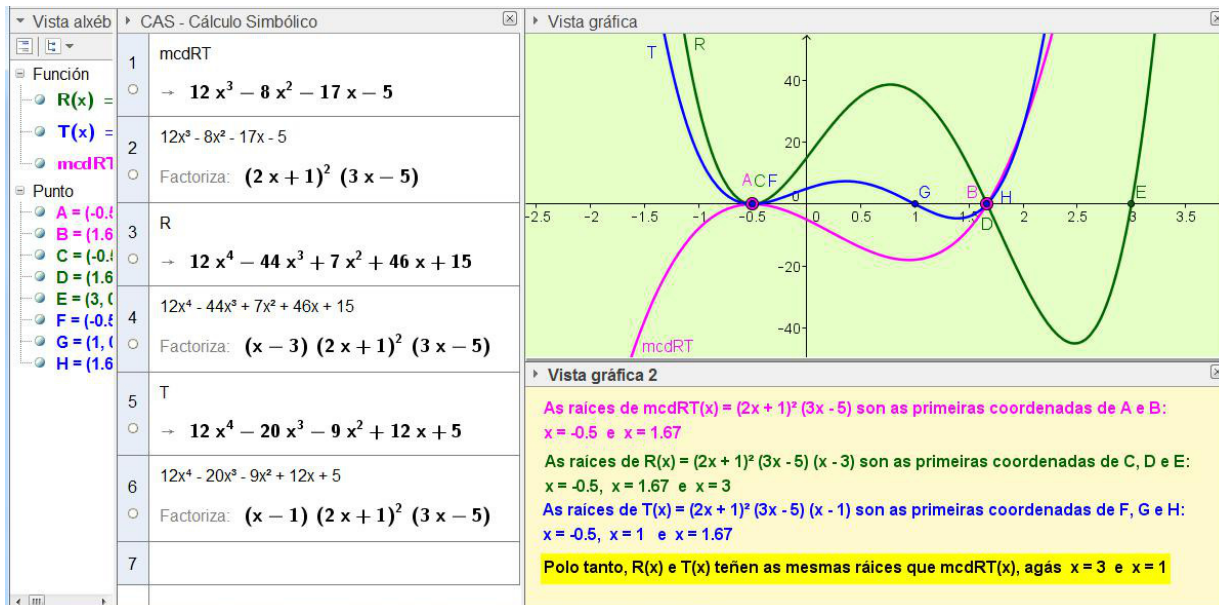 Vista alxéb
Función
R(x) =
T(x) =
mcdRT
Punto
A = (-0.5
B = (1.6
C = (-0.5
D = (1.6
E = (3, 0
F = (-0.5
G = (1, 0
H = (1.6
CAS - Cálculo Simbólico
1
mcdRT
→ 12 x³ − 8 x² − 17 x − 5
2
12x³ - 8x² - 17x - 5
Factoriza: (2 x + 1)² (3 x − 5)
3
R
→ 12 x⁴ − 44 x³ + 7 x² + 46 x + 15
4
12x⁴ - 44x³ + 7x² + 46x + 15
Factoriza: (x − 3) (2 x + 1)² (3 x − 5)
5
T
→ 12 x⁴ − 20 x³ − 9 x² + 12 x + 5
6
12x⁴ - 20x³ - 9x² + 12x + 5
Factoriza: (x − 1) (2 x + 1)² (3 x − 5)
7
Vista gráfica
T R
40
20
A C F 0 G B H E
-2.5 -2 -1.5 -1 -0.5 0 0.5 1 1.5 2 2.5 3 3.5
D
-20
-40
mcdRT
Vista gráfica 2
As raíces de mcdRT(x) = (2x + 1)² (3x - 5) son as primeiras coordenadas de A e B:
x = -0.5 e x = 1.67
As raíces de R(x) = (2x + 1)² (3x - 5) (x - 3) son as primeiras coordenadas de C, D e E:
x = -0.5, x = 1.67 e x = 3
As raíces de T(x) = (2x + 1)² (3x - 5) (x - 1) son as primeiras coordenadas de F, G e H:
x = -0.5, x = 1 e x = 1.67
Polo tanto, R(x) e T(x) teñen as mesmas ráices que mcdRT(x), agás x = 3 e x = 1